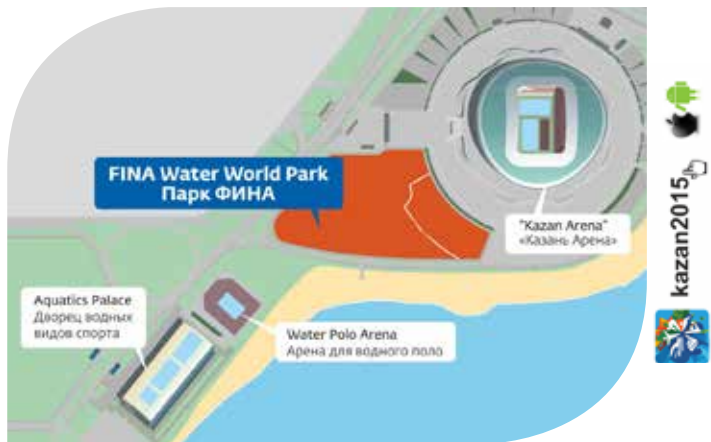 FINA Water World Park
Парк ФИНА
"Kazan Arena"
«Казань Арена»
Aquatics Palace
Дворец водных
видов спорта
Water Polo Arena
Арена для водного поло
kazan2015